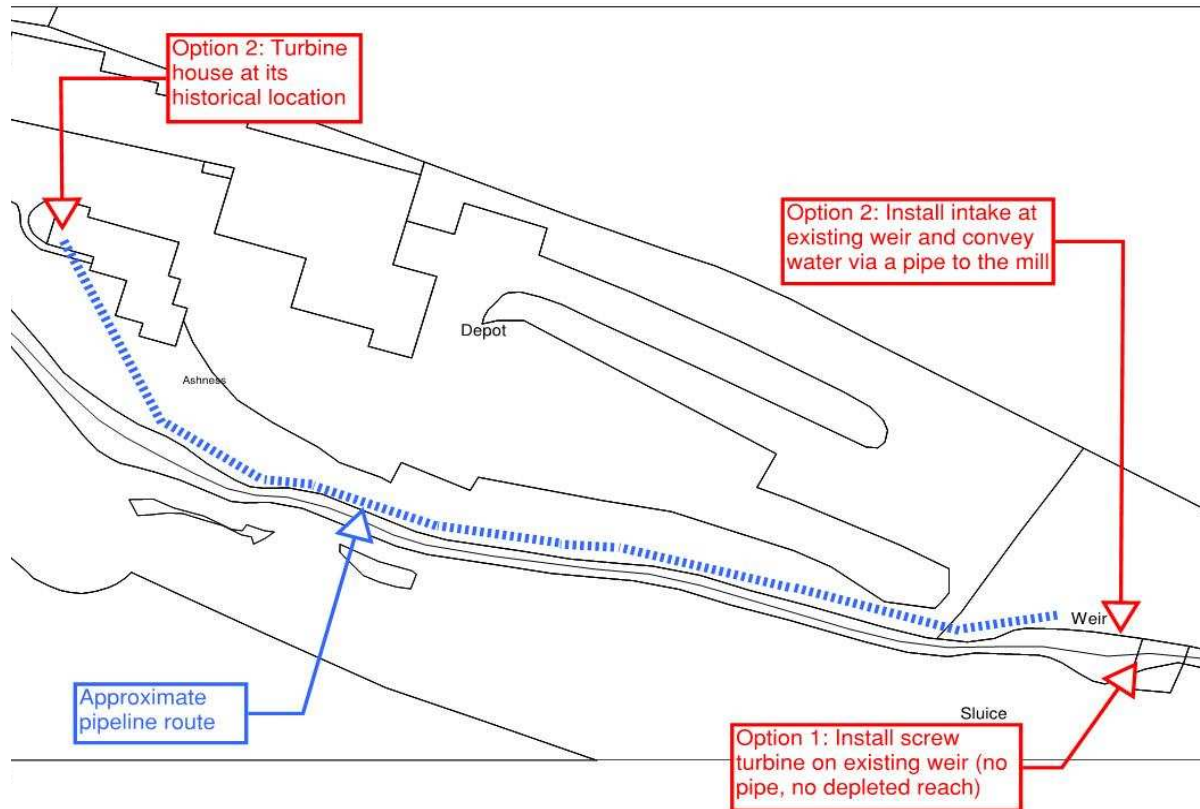 Option 2: Turbine
house at its
historical location
Option 2: Install intake at
existing weir and convey
water via a pipe to the mill
Depot
Ashness
Weir
Approximate
pipeline route
Sluice
Option 1: Install screw
turbine on existing weir (no
pipe, no depleted reach)